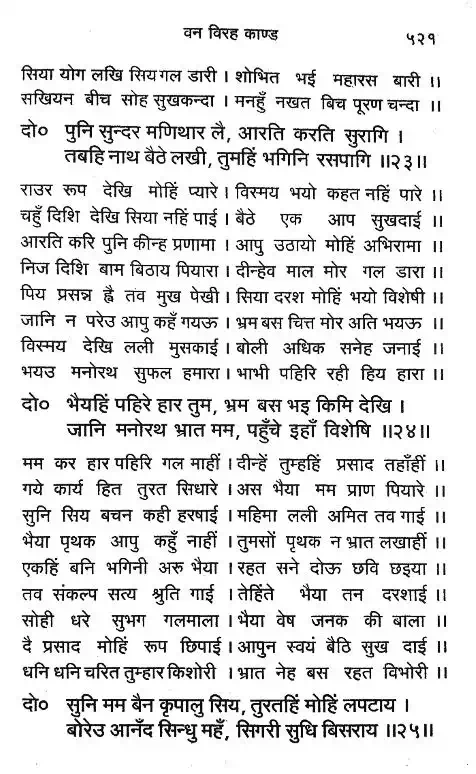 वन विरह काण्ड
५२१
सिया योग लखि सिय गल डारी । शोभित भई महारस बारी ॥
सखियन बीच सोह सुखकन्दा । मनहुँ नखत बिच पूरण चन्दा ॥
दो० पुनि सुन्दर मणिथार लै, आरति करति सुरागि ।
तबहि नाथ बैठे लखी, तुमहिं भगिनि रसपागि ॥२३॥
राउर रूप देखि मोहिं प्यारे । विस्मय भयो कहत नहिं पारे ॥
चहुँ दिशि देखि सिया नहिं पाई । बैठे एक आप सुखदाई ॥
आरति करि पुनि कीन्ह प्रणामा । आपु उठायो मोहिं अभिरामा ॥
निज दिशि बाम बिठाय पियारा । दीन्हेव माल मोर गल डारा ॥
पिय प्रसन्न ह्वै तव मुख पेखी । सिया दरश मोहिं भयो विशेषी ॥
जानि न परेउ आपु कहँ गयऊ । भ्रम बस चित्त मोर अति भयऊ ॥
विस्मय देखि लली मुसकाई । बोली अधिक सनेह जनाई ॥
भयउ मनोरथ सुफल हमारा । भाभी पहिरि रही हिय हारा ॥
दो० भैयहिं पहिरे हार तुम, भ्रम बस भइ किमि देखि ।
जानि मनोरथ भ्रात मम, पहुँचे इहाँ विशेषि ॥२४॥
मम कर हार पहिरि गल माहीं । दीन्हें तुम्हहिं प्रसाद तहाँहीं ॥
गये कार्य हित तुरत सिधारे । अस भैया मम प्राण पियारे ॥
सुनि सिय बचन कही हरषाई । महिमा लली अमित तव गाई ॥
भैया पृथक आपु कहुँ नाहीं । तुमसों पृथक न भ्रात लखाहीं ॥
एकहिं बनि भगिनी अरु भैया । रहत सने दोऊ छवि छइया ॥
तव संकल्प सत्य श्रुति गाई । तेहिंते भैया तन दरशाई ॥
सोही धरे सुभग गलमाला । भैया वेष जनक की बाला ॥
दै प्रसाद मोहिं रूप छिपाई । आपुन स्वयं बैठि सुख दाई ॥
धनि धनि चरित तुम्हार किशोरी । भ्रात नेह बस रहत विभोरी ॥
दो० सुनि मम बैन कृपालु सिय, तुरतहिं मोहिं लपटाय ।
बोरेउ आनँद सिन्धु महँ, सिगरी सुधि बिसराय ॥२५॥